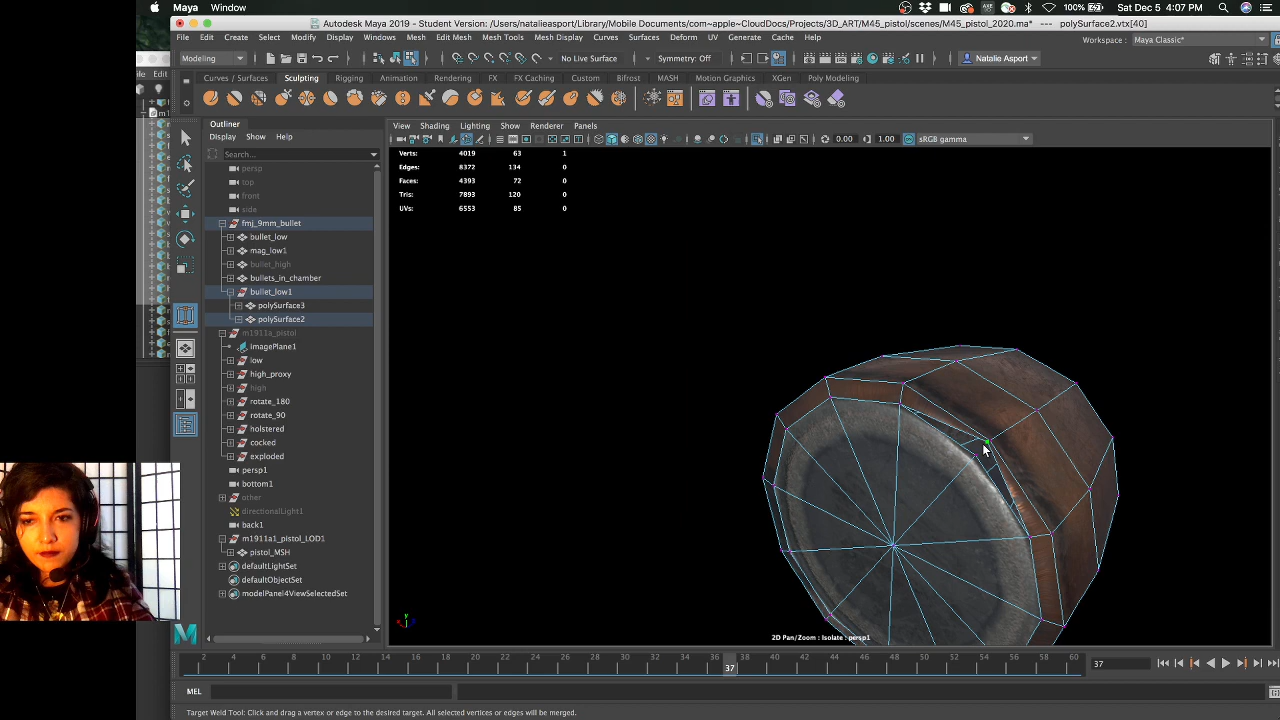 Maya Window
100% Sat Dec 5 4:07 PM
Autodesk Maya 2019 - Student Version: /Users/natalieasport/Library/Mobile Documents/com~apple~CloudDocs/Projects/3D_ART/M45_pistol/scenes/M45_pistol_2020.ma* --- polySurface2.vtx[40]
File Edit Create Select Modify Display Windows Mesh Edit Mesh Mesh Tools Mesh Display Curves Surfaces Deform UV Generate Cache Help
Workspace : Maya Classic*
Modeling No Live Surface Symmetry: Off Natalie Asport
Curves / Surfaces Sculpting Rigging Animation Rendering FX FX Caching Custom Bifrost MASH Motion Graphics XGen Poly Modeling
Edit
Outliner
Display Show Help
Search...
persp
top
front
side
fmj_9mm_bullet
bullet_low
mag_low1
bullet_high
bullets_in_chamber
bullet_low1
polySurface3
polySurface2
m1911a_pistol
imagePlane1
low
high_proxy
high
rotate_180
rotate_90
holstered
cocked
exploded
persp1
bottom1
other
directionalLight1
back1
m1911a1_pistol_LOD1
pistol_MSH
defaultLightSet
defaultObjectSet
modelPanel4ViewSelectedSet
View Shading Lighting Show Renderer Panels
0.00 1.00 sRGB gamma
Verts: 4019 63 1
Edges: 8372 134 0
Faces: 4393 72 0
Tris: 7893 120 0
UVs: 6553 85 0
y
2D Pan/Zoom : Isolate : persp1
2 4 6 8 10 12 14 16 18 20 22 24 26 28 30 32 34 36 37 38 40 42 44 46 48 50 52 54 56 58 60
37
MEL
Target Weld Tool: Click and drag a vertex or edge to the desired target. All selected vertices or edges will be merged.